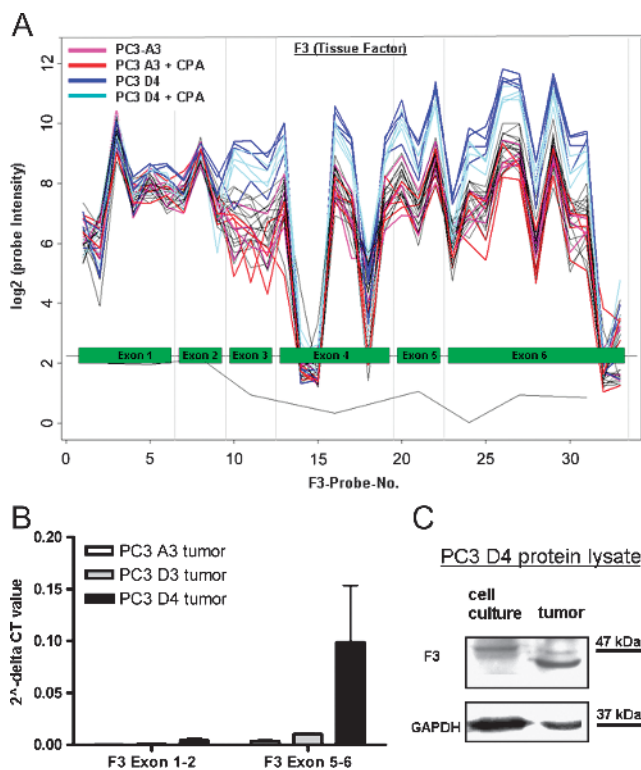 A
F3 (Tissue Factor)
PC3-A3
PC3 A3 + CPA
PC3 D4
PC3 D4 + CPA
log2 (probe Intensity)
12
10
8
6
4
2
0
Exon 1
Exon 2
Exon 3
Exon 4
Exon 5
Exon 6
0
5
10
15
20
25
30
F3-Probe-No.
B
2^-delta CT value
0.20
0.15
0.10
0.05
0.00
PC3 A3 tumor
PC3 D3 tumor
PC3 D4 tumor
F3 Exon 1-2
F3 Exon 5-6
C
PC3 D4 protein lysate
cell culture
tumor
F3
47 kDa
GAPDH
37 kDa